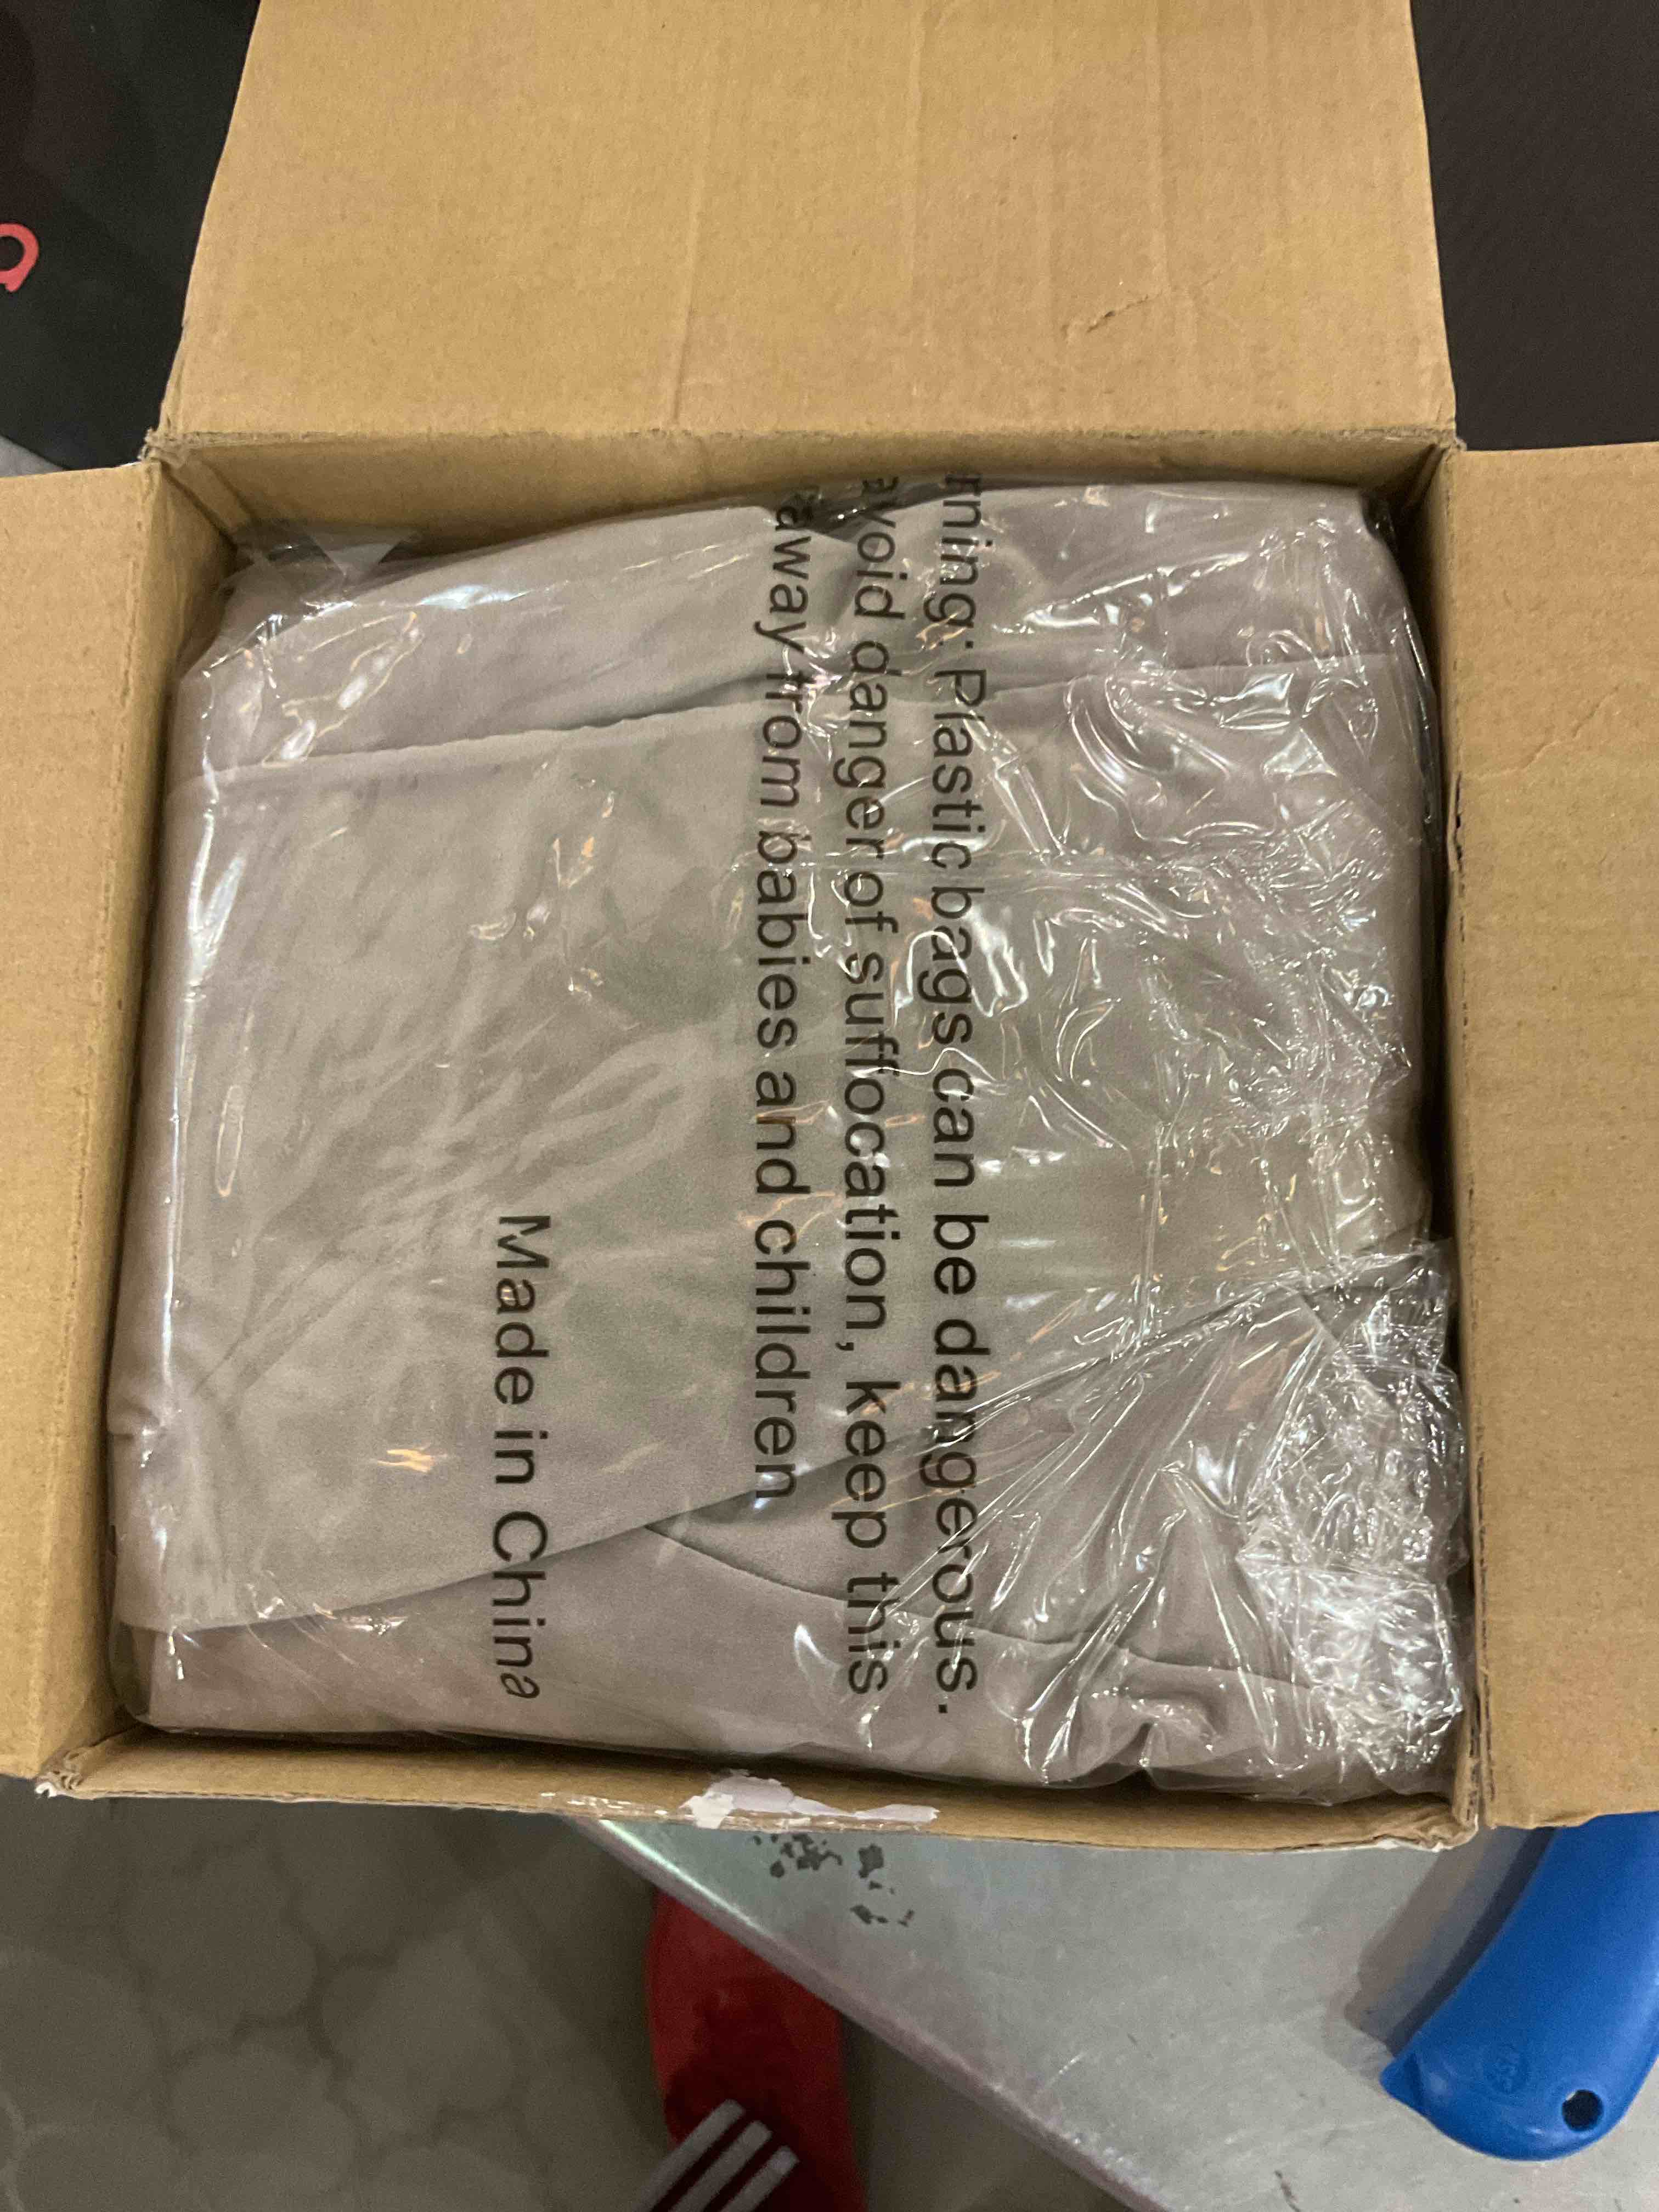 rning: Plastic bags can be dangerous.
avoid danger of suffocation, keep this
away from babies and children
Made in China